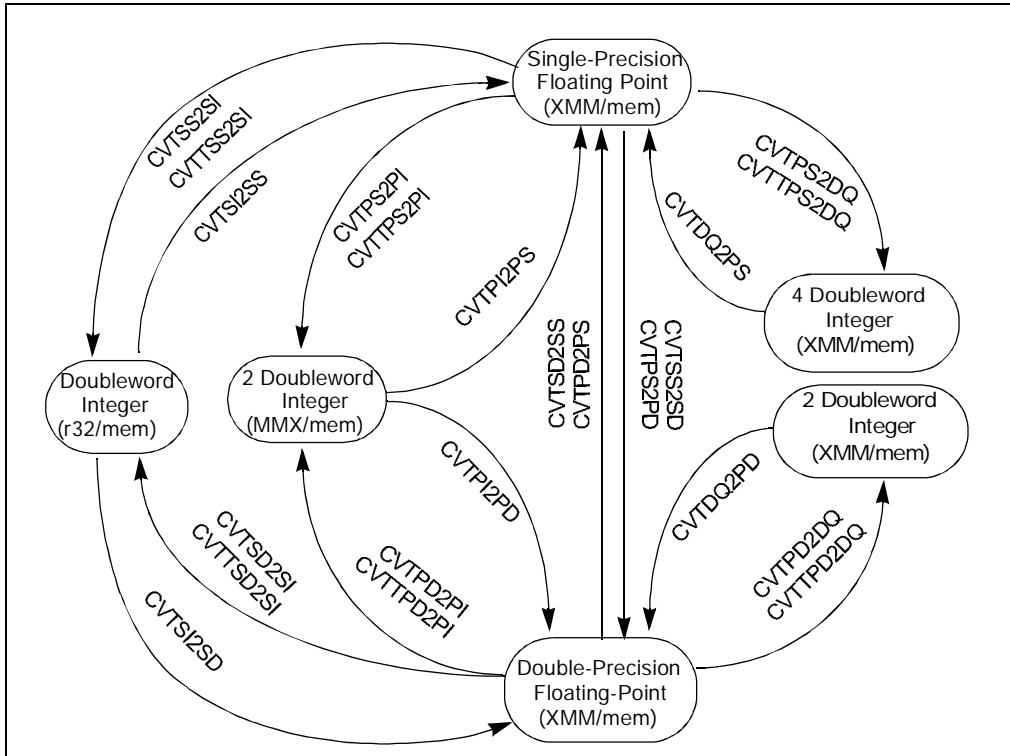 Single-Precision
Floating Point
(XMM/mem)
CVTSS2SI
CVTTSS2SI
CVTSI2SS
CVTPS2PI
CVTTPS2PI
CVTPI2PS
CVTPS2DQ
CVTTPS2DQ
CVTDQ2PS
4 Doubleword
Integer
(XMM/mem)
CVTSD2SS
CVTPD2PS
CVTSS2SD
CVTPS2PD
Doubleword
Integer
(r32/mem)
2 Doubleword
Integer
(MMX/mem)
2 Doubleword
Integer
(XMM/mem)
CVTPI2PD
CVTDQ2PD
CVTSD2SI
CVTTSD2SI
CVTPD2PI
CVTTPD2PI
CVTPD2DQ
CVTTPD2DQ
CVTSI2SD
Double-Precision
Floating-Point
(XMM/mem)